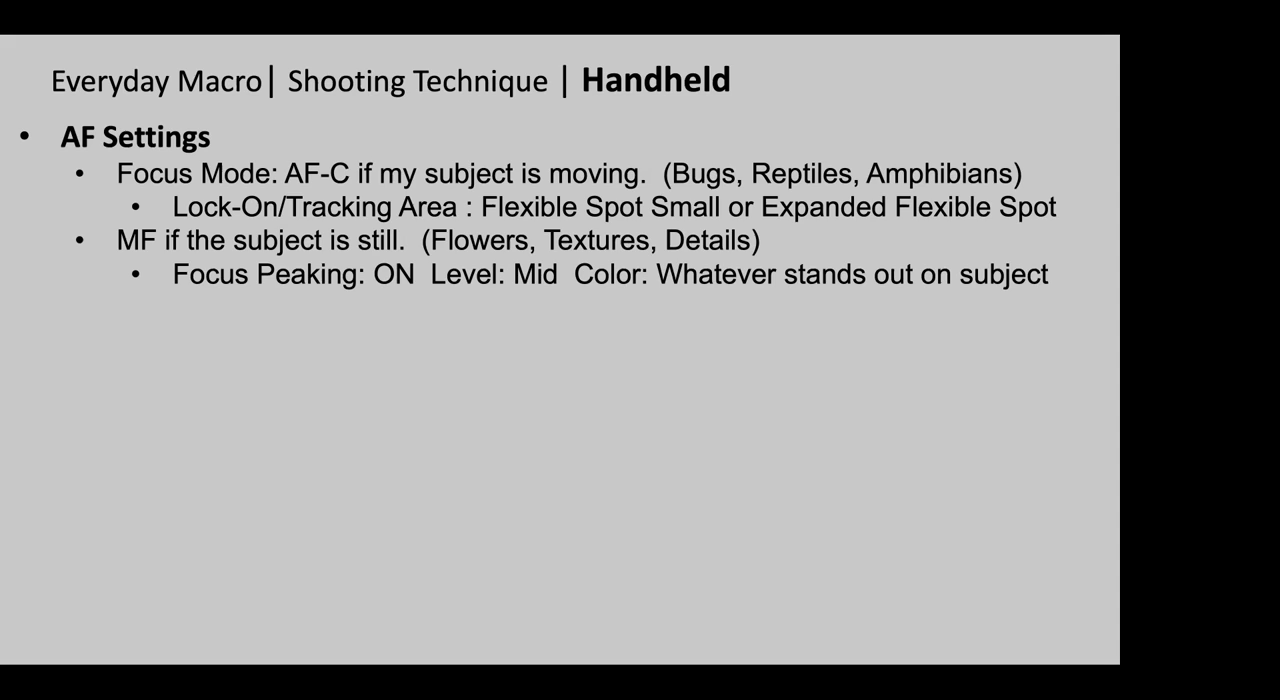 Everyday Macro| Shooting Technique | Handheld
• AF Settings
• Focus Mode: AF-C if my subject is moving.  (Bugs, Reptiles, Amphibians)
• Lock-On/Tracking Area : Flexible Spot Small or Expanded Flexible Spot
• MF if the subject is still.  (Flowers, Textures, Details)
• Focus Peaking: ON  Level: Mid  Color: Whatever stands out on subject